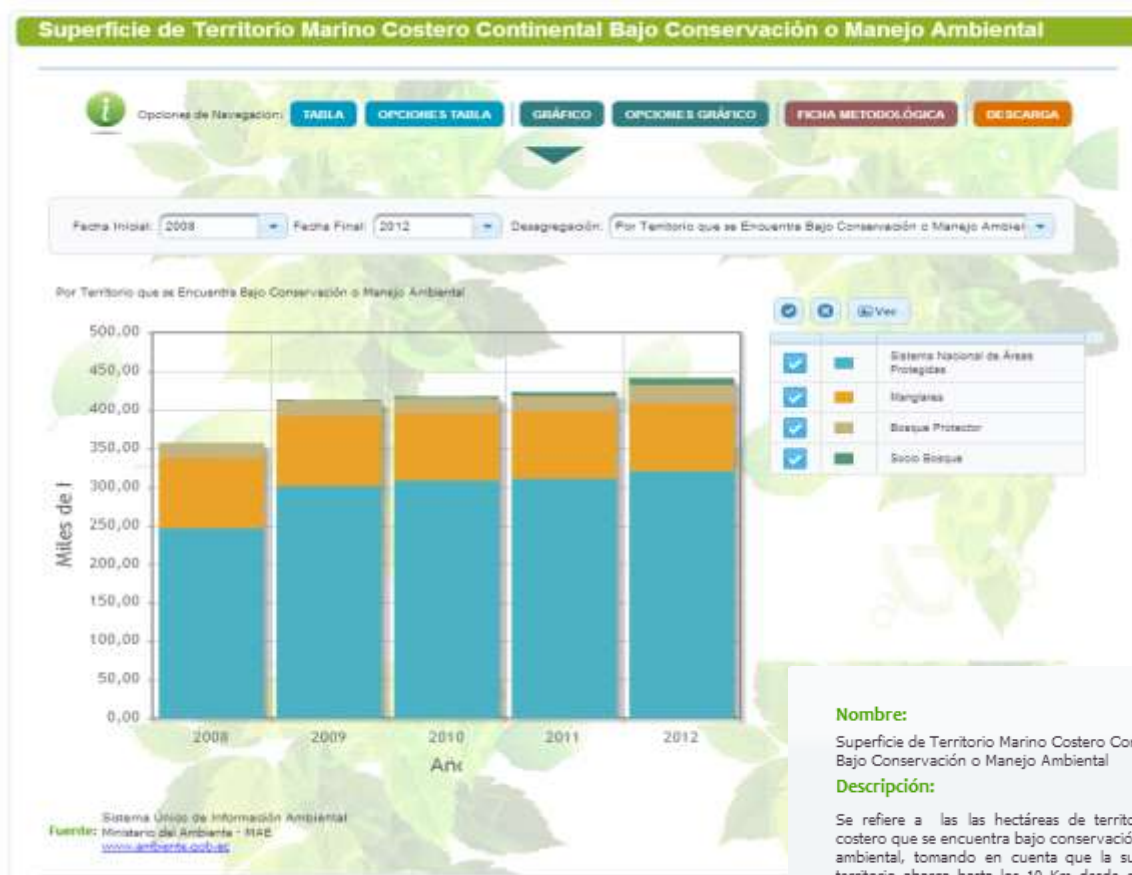 Superficie de Territorio Marino Costero Continental Bajo Conservación o Manejo Ambiental
Opciones de Navegación: TABLA OPCIONES TABLA GRÁFICO OPCIONES GRÁFICO FICHA METODOLÓGICA DESCARGA
Fecha Inicial: 2008 Fecha Final: 2012 Desagregación: Por Territorio que se Encuentra Bajo Conservación o Manejo Ambiel
Por Territorio que se Encuentra Bajo Conservación o Manejo Ambiental
Ver
500,00
450,00
400,00
350,00
300,00
250,00
200,00
150,00
100,00
50,00
0,00
Miles de
2008 2009 2010 2011 2012
Sistema Nacional de Áreas
Protegidas
Manglares
Bosque Protector
Socio Bosque
Sistema Único de Información Ambiental
Fuente: Ministerio del Ambiente - MAE
www.ambiente.gob.ec
Nombre:
Superficie de Territorio Marino Costero
Bajo Conservación o Manejo Ambiental
Descripción:
Se refiere a las las hectáreas de
costero que se encuentra bajo
ambiental, tomando en cuenta que la